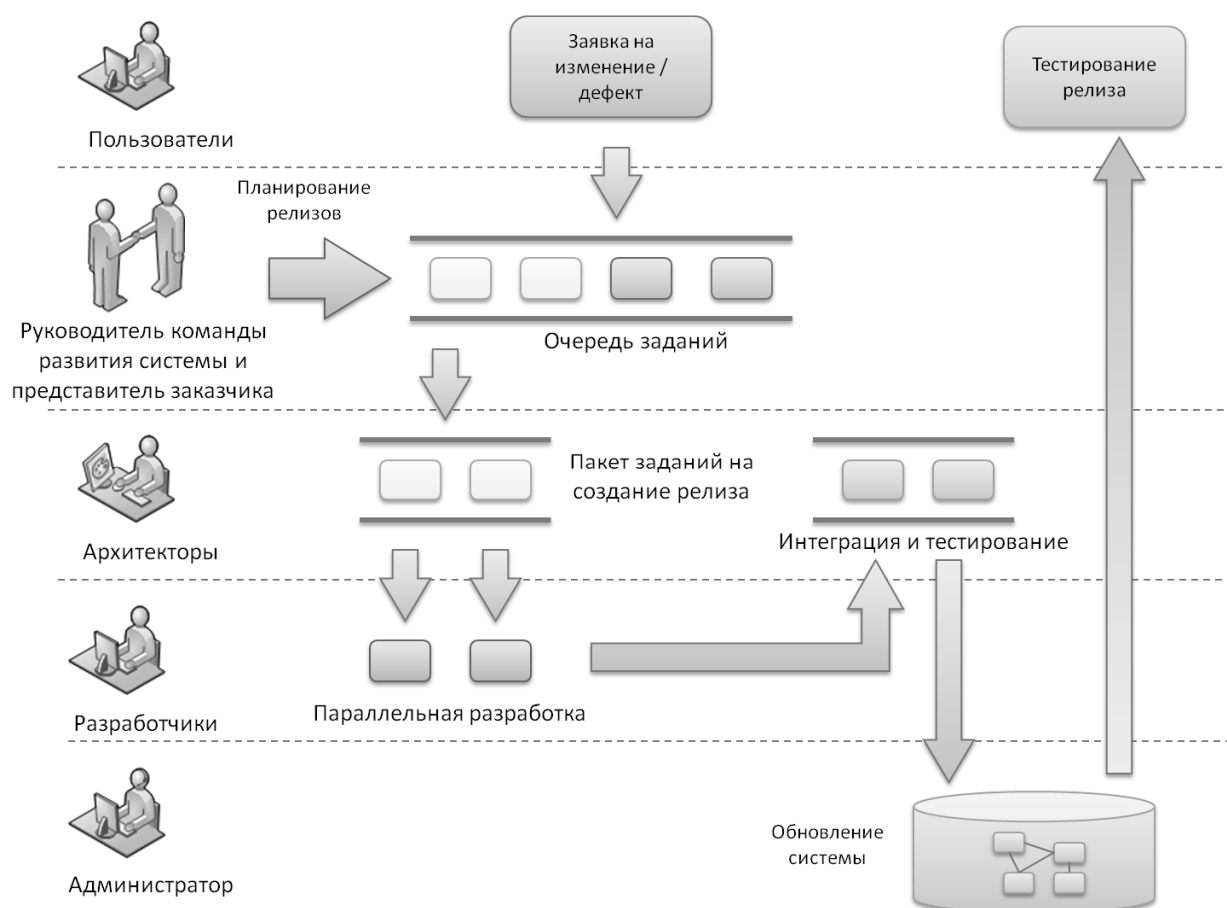 Заявка на
изменение /
дефект
Тестирование
релиза
Пользователи
Планирование
релизов
Руководитель команды
развития системы и
представитель заказчика
Очередь заданий
Пакет заданий на
создание релиза
Архитекторы
Интеграция и тестирование
Разработчики
Параллельная разработка
Обновление
системы
Администратор